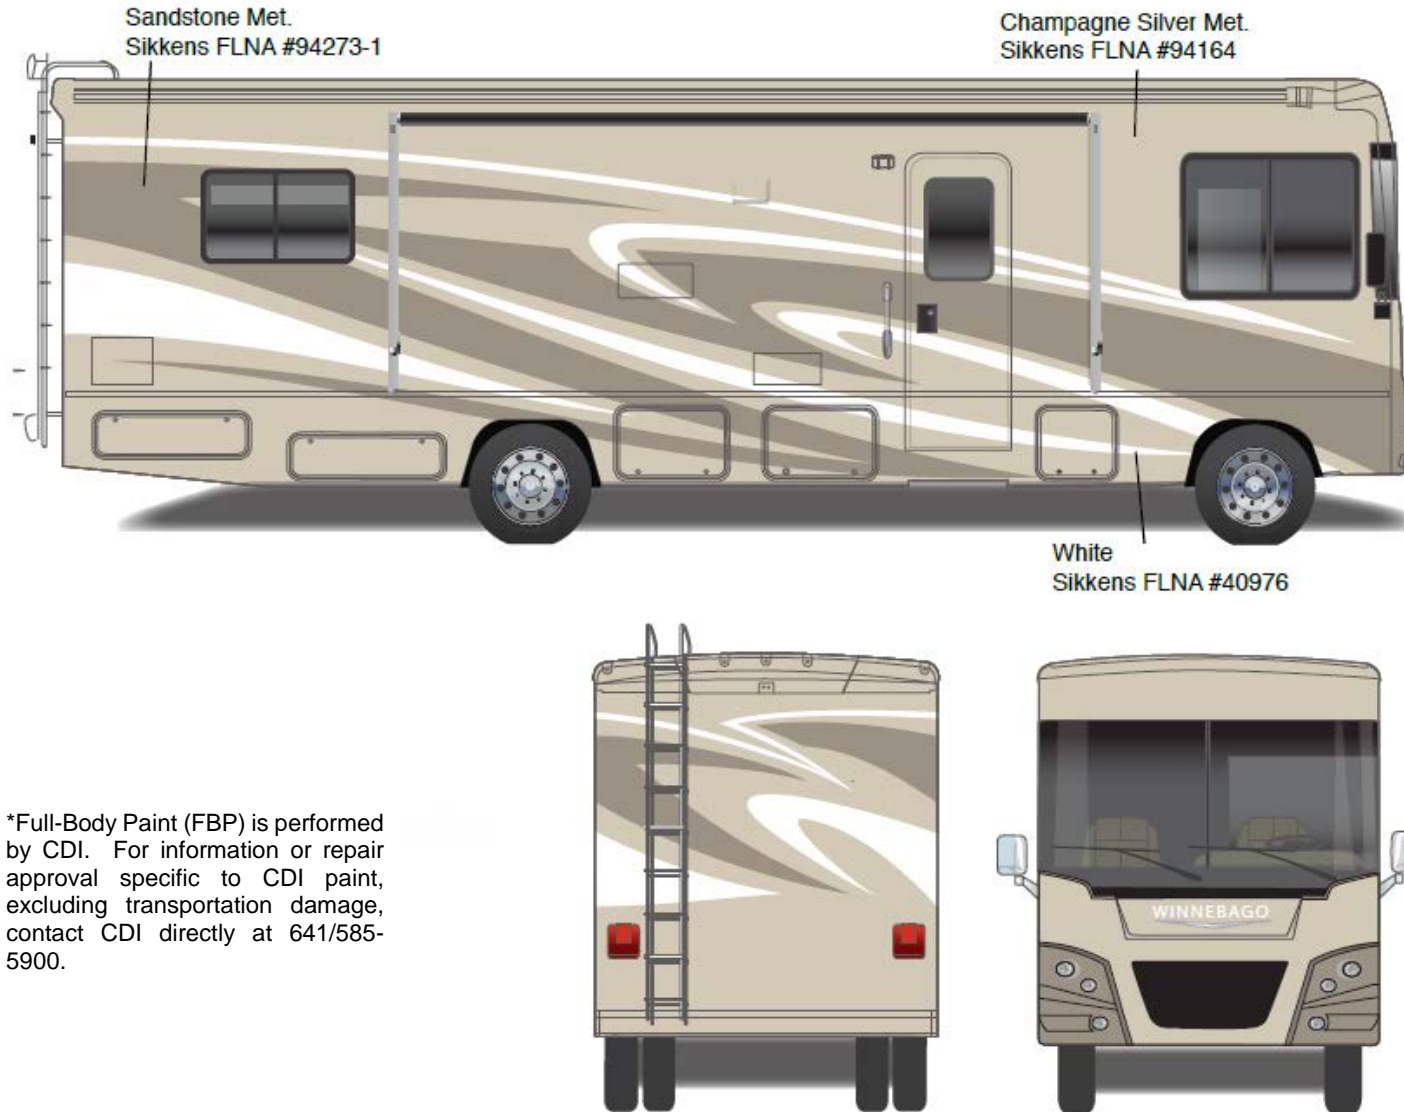 Sandstone Met.
Sikkens FLNA #94273-1
Champagne Silver Met.
Sikkens FLNA #94164
White
Sikkens FLNA #40976
*Full-Body Paint (FBP) is performed
by CDI. For information or repair
approval specific to CDI paint,
excluding transportation damage,
contact CDI directly at 641/585-
5900.
WINNEBAGO